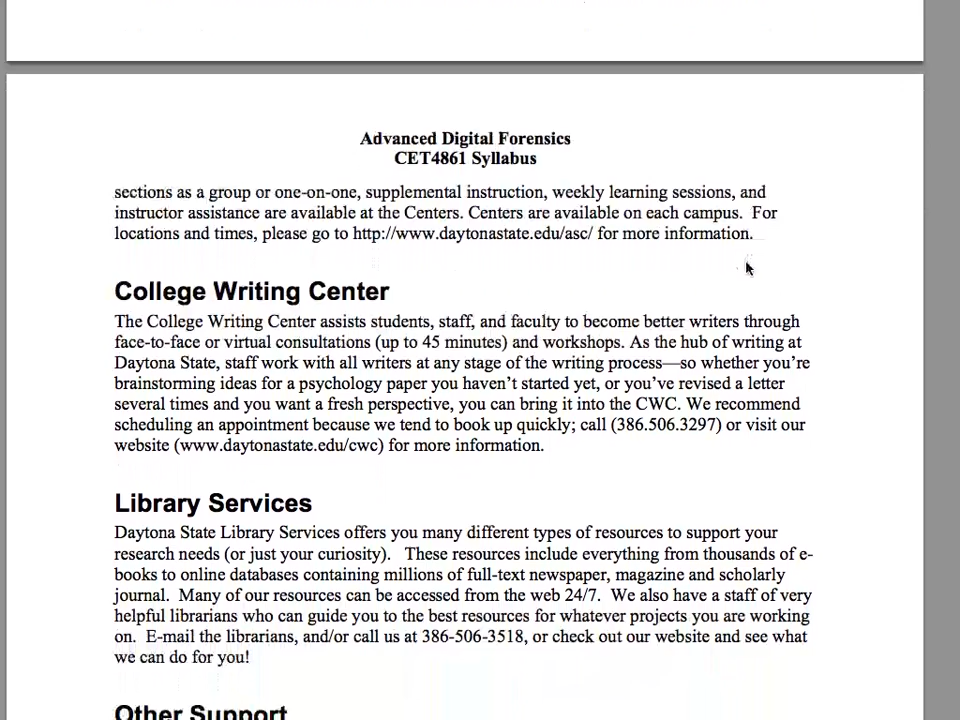 Advanced Digital Forensics
CET4861 Syllabus
sections as a group or one-on-one, supplemental instruction, weekly learning sessions, and
instructor assistance are available at the Centers. Centers are available on each campus.  For
locations and times, please go to http://www.daytonastate.edu/asc/ for more information.
College Writing Center
The College Writing Center assists students, staff, and faculty to become better writers through
face-to-face or virtual consultations (up to 45 minutes) and workshops. As the hub of writing at
Daytona State, staff work with all writers at any stage of the writing process—so whether you’re
brainstorming ideas for a psychology paper you haven’t started yet, or you’ve revised a letter
several times and you want a fresh perspective, you can bring it into the CWC. We recommend
scheduling an appointment because we tend to book up quickly; call (386.506.3297) or visit our
website (www.daytonastate.edu/cwc) for more information.
Library Services
Daytona State Library Services offers you many different types of resources to support your
research needs (or just your curiosity).   These resources include everything from thousands of e-
books to online databases containing millions of full-text newspaper, magazine and scholarly
journal.  Many of our resources can be accessed from the web 24/7.  We also have a staff of very
helpful librarians who can guide you to the best resources for whatever projects you are working
on.  E-mail the librarians, and/or call us at 386-506-3518, or check out our website and see what
we can do for you!
Other Support